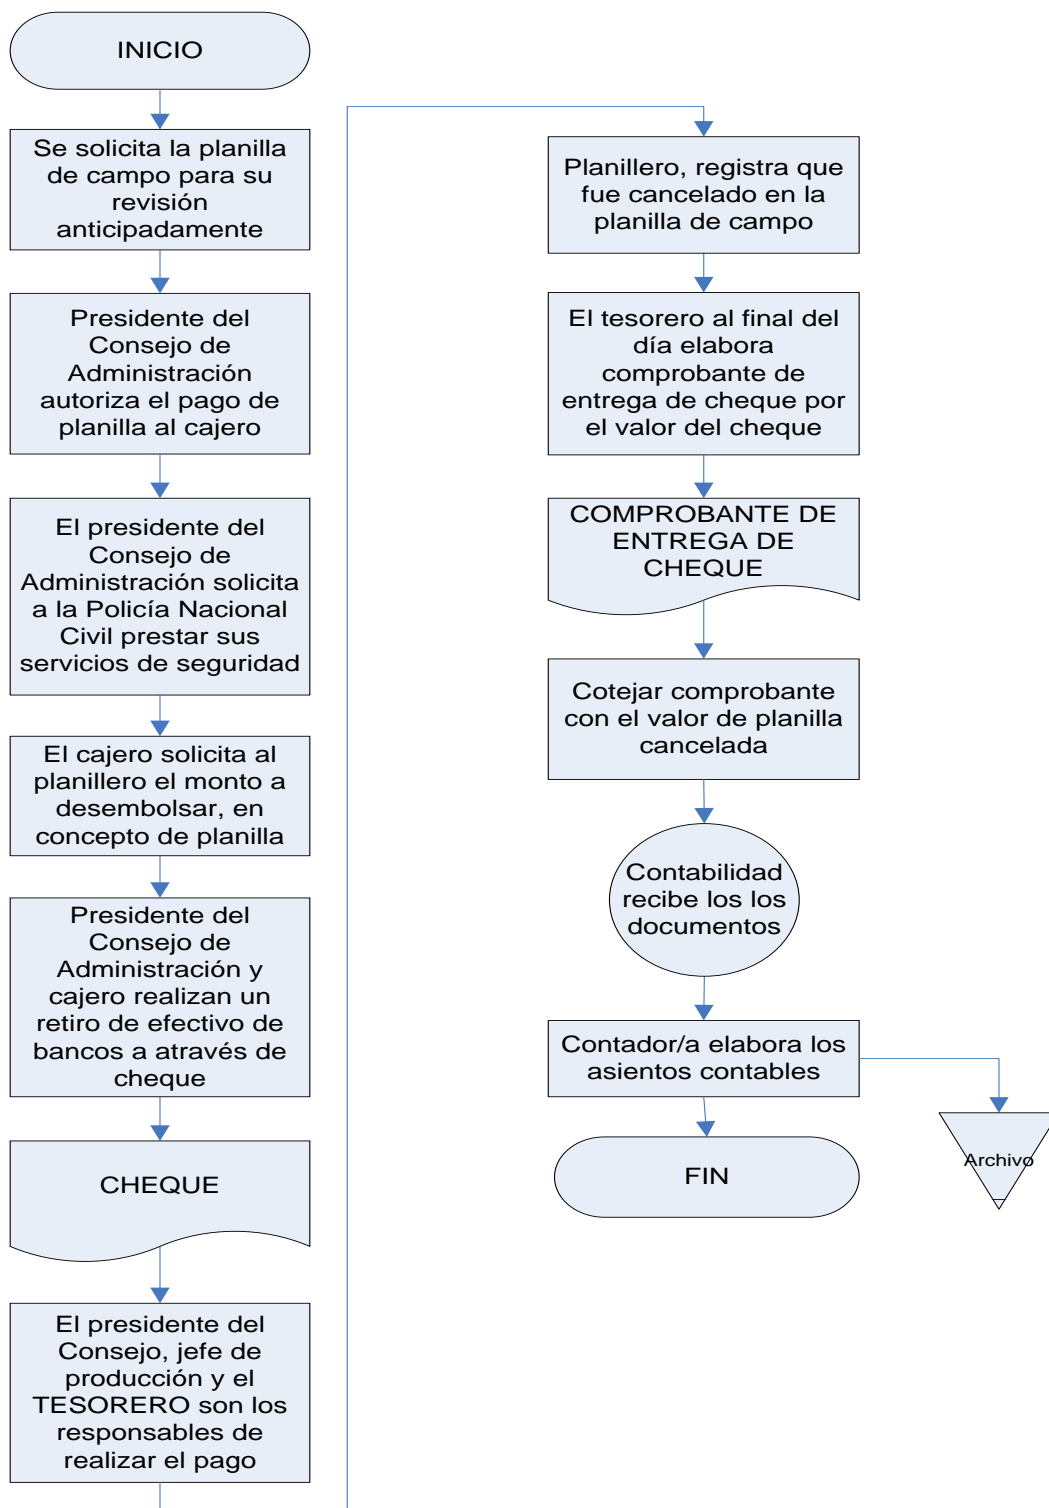 INICIO
Se solicita la planilla
de campo para su
revisión
anticipadamente
Presidente del
Consejo de
Administración
autoriza el pago de
planilla al cajero
El presidente del
Consejo de
Administración solicita
a la Policía Nacional
Civil prestar sus
servicios de seguridad
El cajero solicita al
planillero el monto a
desembolsar, en
concepto de planilla
Presidente del
Consejo de
Administración y
cajero realizan un
retiro de efectivo de
bancos a através de
cheque
CHEQUE
El presidente del
Consejo, jefe de
producción y el
TESORERO son los
responsables de
realizar el pago
Planillero, registra que
fue cancelado en la
planilla de campo
El tesorero al final del
día elabora
comprobante de
entrega de cheque por
el valor del cheque
COMPROBANTE DE
ENTREGA DE
CHEQUE
Cotejar comprobante
con el valor de planilla
cancelada
Contabilidad
recibe los los
documentos
Contador/a elabora los
asientos contables
Archivo
FIN